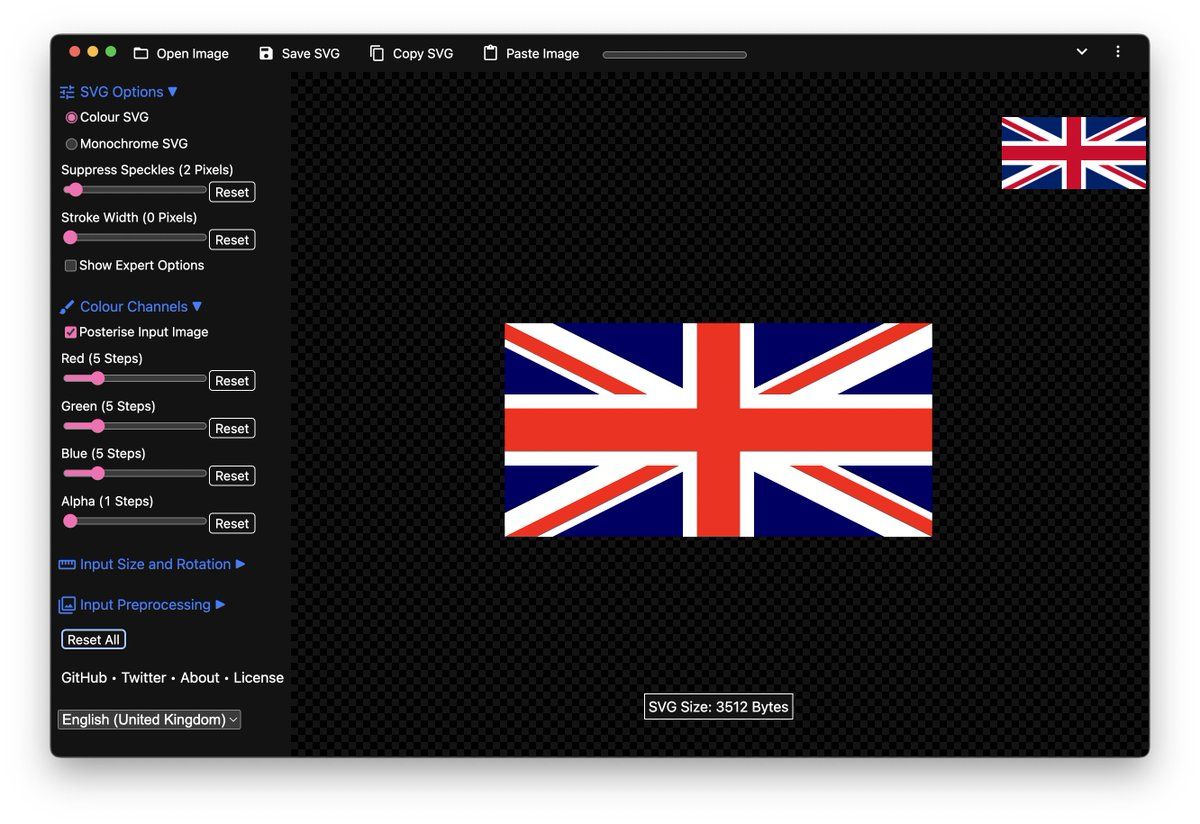 Open Image Save SVG Copy SVG Paste Image
SVG Options
Colour SVG
Monochrome SVG
Suppress Speckles (2 Pixels)
Reset
Stroke Width (0 Pixels)
Reset
Show Expert Options
Colour Channels
Posterise Input Image
Red (5 Steps)
Reset
Green (5 Steps)
Reset
Blue (5 Steps)
Reset
Alpha (1 Steps)
Reset
Input Size and Rotation
Input Preprocessing
Reset All
GitHub • Twitter • About • License
English (United Kingdom)
SVG Size: 3512 Bytes